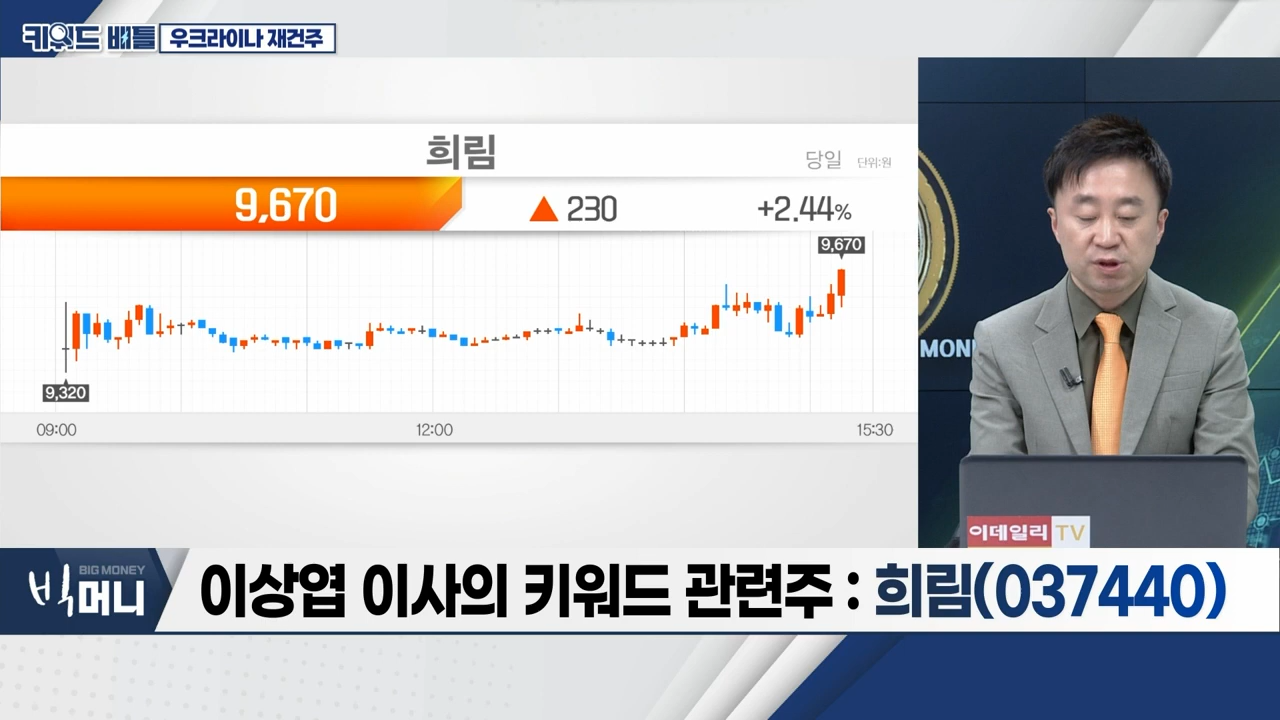 키워드 배틀 우크라이나 재건주
희림
당일 단위:원
9,670 ▲ 230 +2.44%
9,670
9,320
09:00 12:00 15:30
MON
이데일리 TV
BIG MONEY
빅머니
이상엽 이사의 키워드 관련주 : 희림(037440)